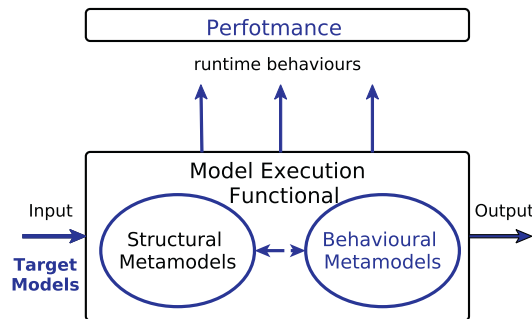 Perfotmance
runtime behaviours
Model Execution
Functional
Input
Output
Structural
Metamodels
Behavioural
Metamodels
Target
Models